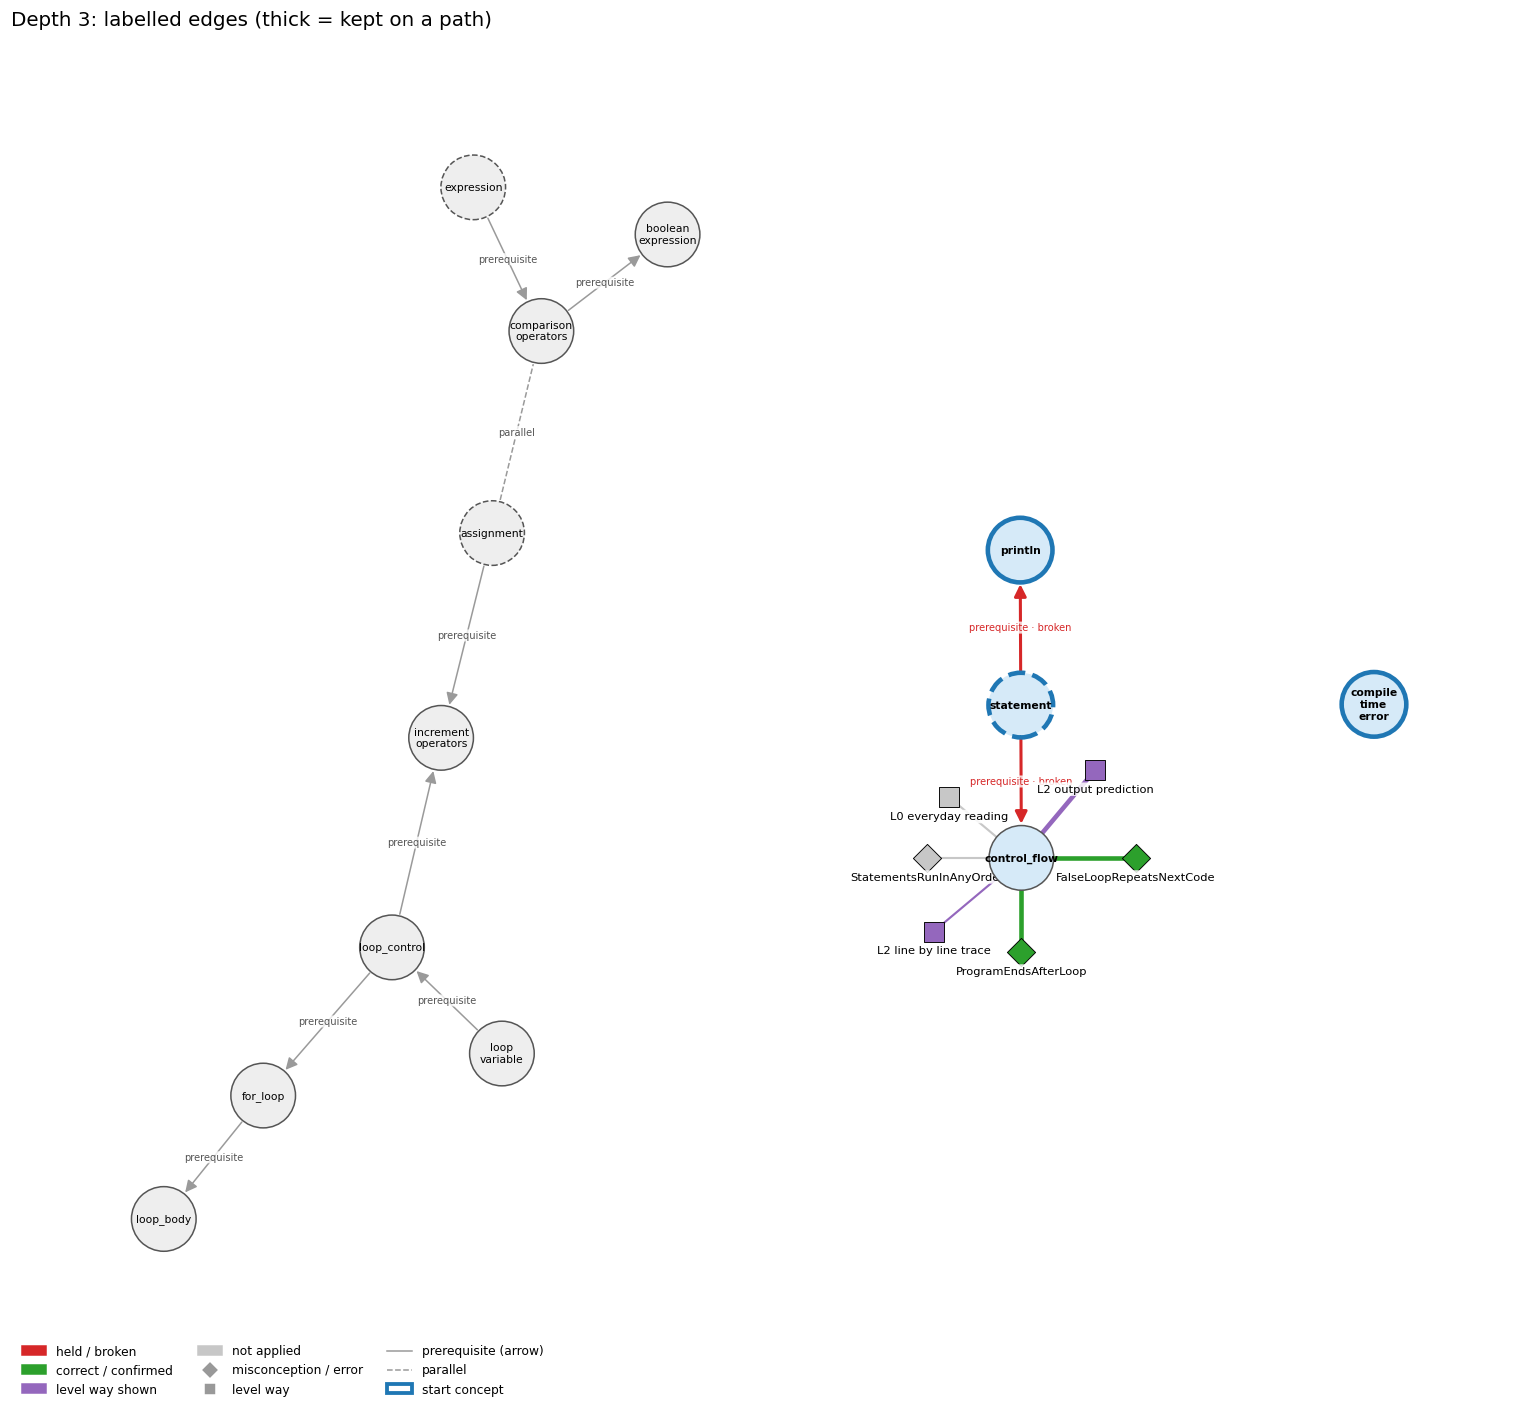 Depth 3: labelled edges (thick = kept on a path)
expression
boolean
expression
prerequisite
prerequisite
comparison
operators
parallel
assignment
println
prerequisite · broken
prerequisite
statement
compile
time
error
increment
operators
prerequisite · broken
L2 output prediction
L0 everyday reading
prerequisite
control_flow
StatementsRunInAnyOrde
FalseLoopRepeatsNextCode
loop_control
L2 line by line trace
ProgramEndsAfterLoop
prerequisite
prerequisite
loop
variable
for_loop
prerequisite
loop_body
held / broken
correct / confirmed
level way shown
not applied
misconception / error
level way
prerequisite (arrow)
parallel
start concept